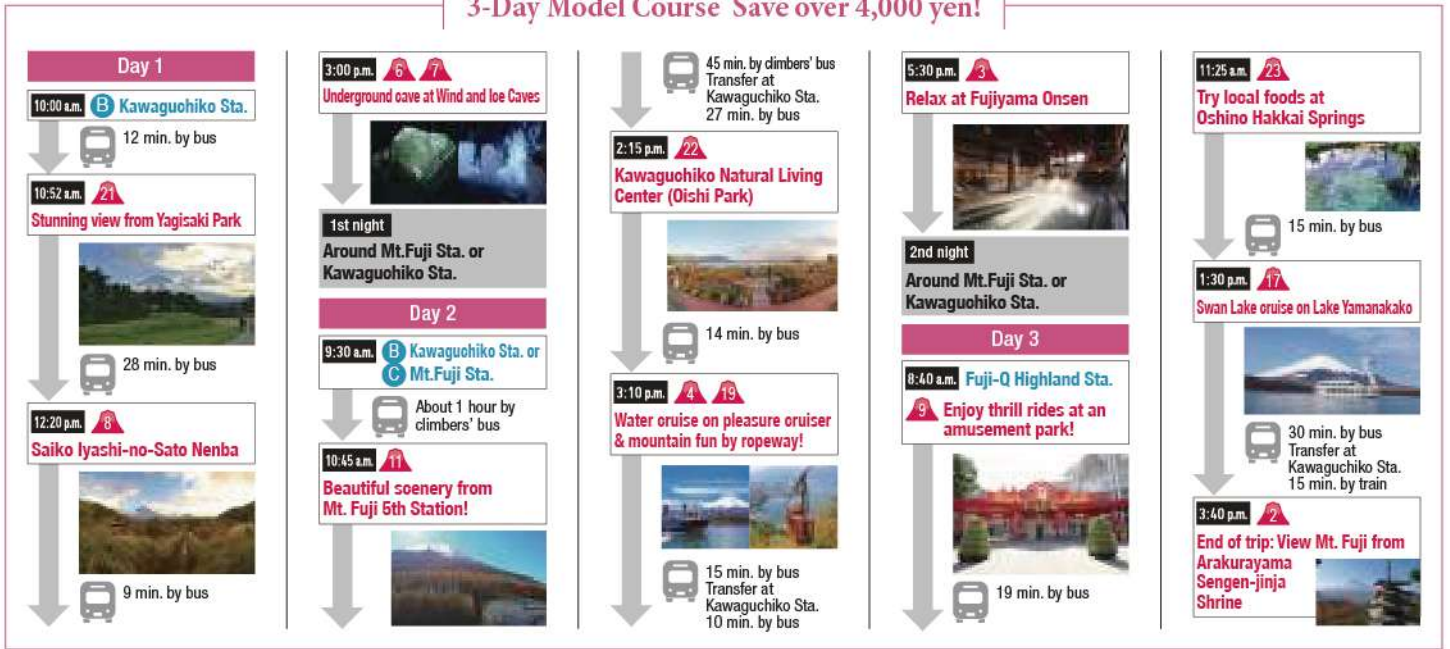 3-Day Model Course Save over 4,000 yen!
Day 1
10:00 a.m. B Kawaguchiko Sta.
12 min. by bus
10:52 a.m. 21
Stunning view from Yagisaki Park
28 min. by bus
12:20 p.m. 8
Saiko Iyashi-no-Sato Nenba
9 min. by bus
3:00 p.m. 6 7
Underground cave at Wind and Ice Caves
1st night
Around Mt.Fuji Sta. or
Kawaguchiko Sta.
Day 2
9:30 a.m. B Kawaguchiko Sta. or
C Mt.Fuji Sta.
About 1 hour by
climbers' bus
10:45 a.m. 11
Beautiful scenery from
Mt. Fuji 5th Station!
45 min. by climbers' bus
Transfer at
Kawaguchiko Sta.
27 min. by bus
2:15 p.m. 22
Kawaguchiko Natural Living
Center (Oishi Park)
14 min. by bus
3:10 p.m. 4 19
Water cruise on pleasure cruiser
& mountain fun by ropeway!
15 min. by bus
Transfer at
Kawaguchiko Sta.
10 min. by bus
5:30 p.m. 3
Relax at Fujiyama Onsen
2nd night
Around Mt.Fuji Sta. or
Kawaguchiko Sta.
Day 3
8:40 a.m. Fuji-Q Highland Sta.
9 Enjoy thrill rides at an
amusement park!
19 min. by bus
11:25 a.m. 23
Try local foods at
Oshino Hakkai Springs
15 min. by bus
1:30 p.m. 17
Swan Lake cruise on Lake Yamanakako
30 min. by bus
Transfer at
Kawaguchiko Sta.
15 min. by train
3:40 p.m. 2
End of trip: View Mt. Fuji from
Arakurayama
Sengen-jinja
Shrine